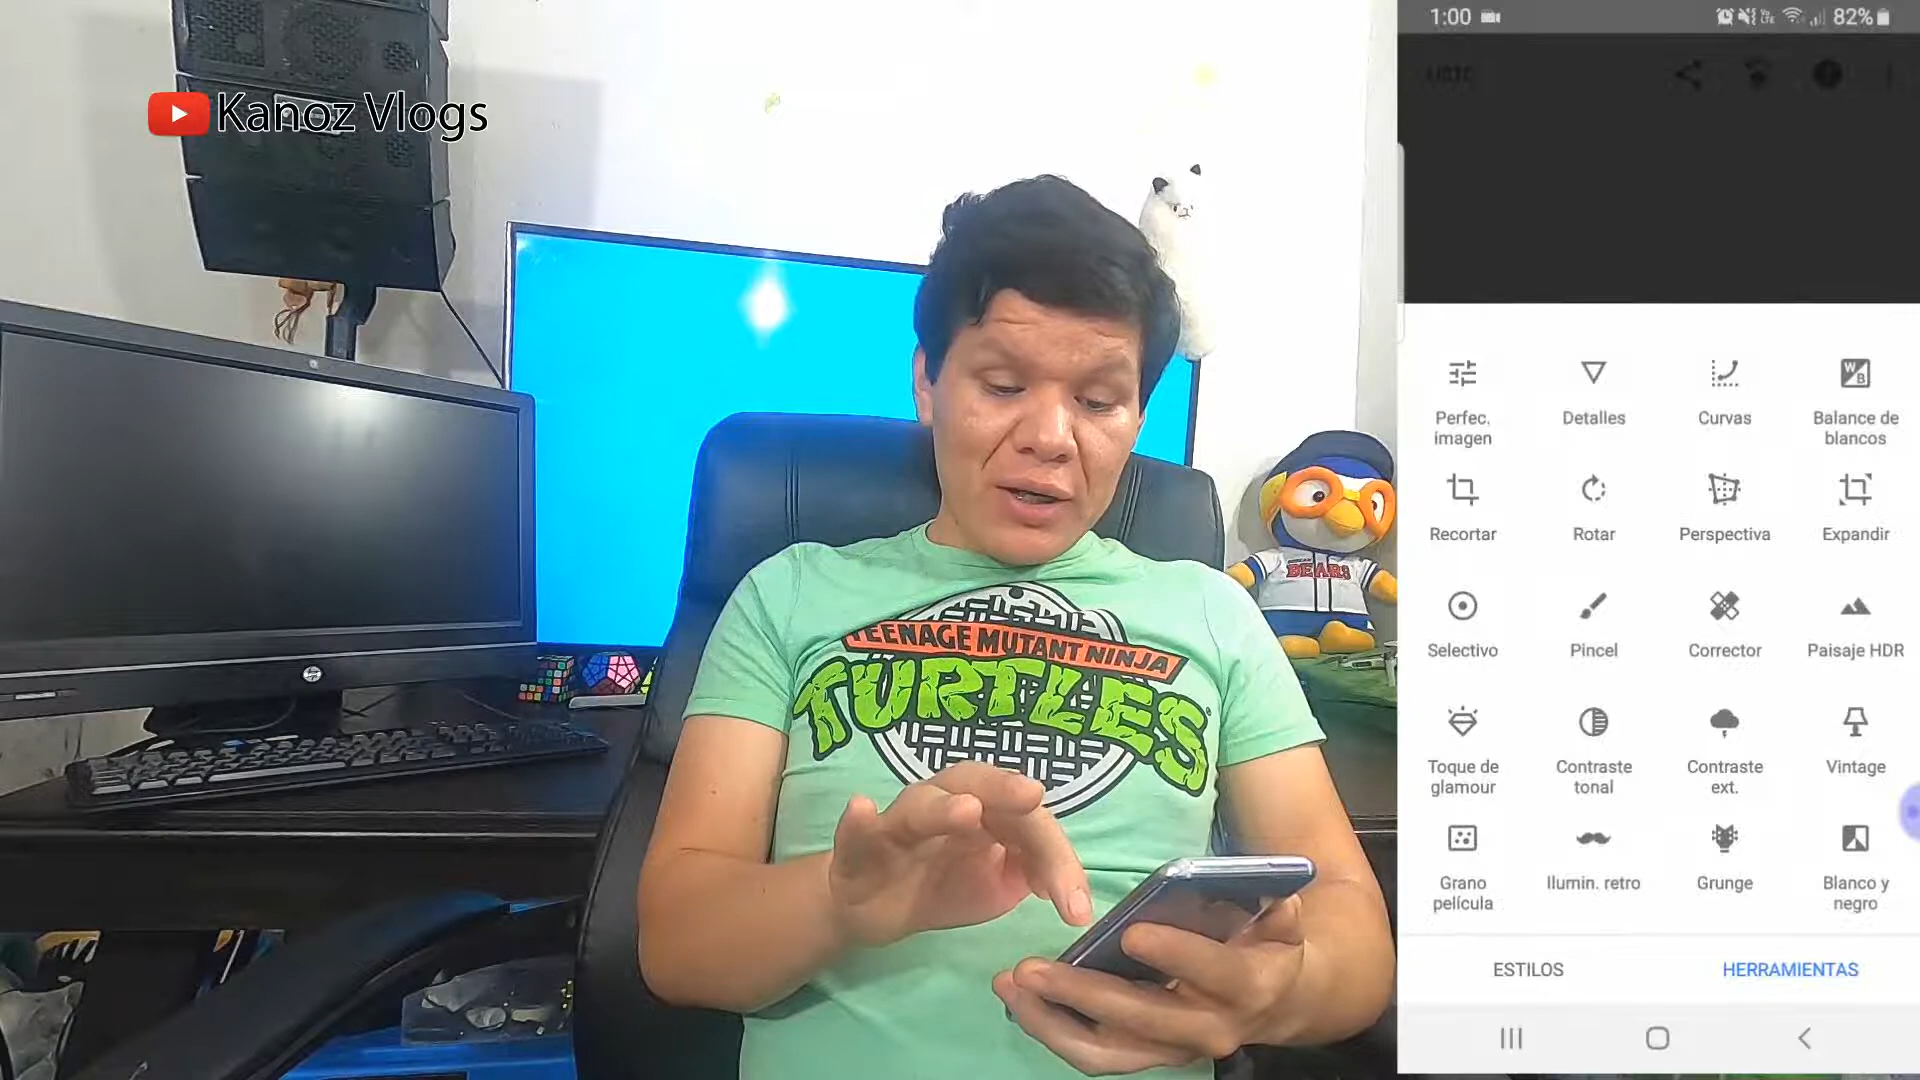 Kanoz Vlogs
1:00
82%
Perfec.
imagen
Detalles
Curvas
Balance de
blancos
Recortar
Rotar
Perspectiva
Expandir
Selectivo
Pincel
Corrector
Paisaje HDR
Toque de
glamour
Contraste
tonal
Contraste
ext.
Vintage
Grano
película
Ilumin. retro
Grunge
Blanco y
negro
ESTILOS
HERRAMIENTAS
TEENAGE MUTANT NINJA
TURTLES
BEARS
hp